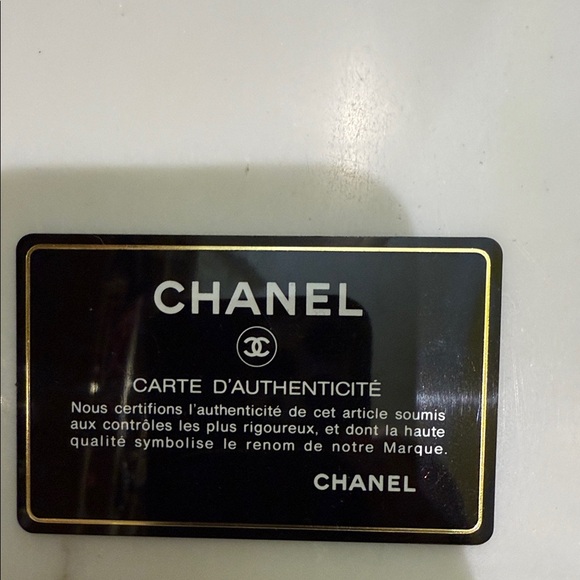 CHANEL
CARTE D'AUTHENTICITÉ
Nous certifions l'authenticité de cet article soumis
aux contrôles les plus rigoureux, et dont la haute
qualité symbolise le renom de notre Marque.
CHANEL